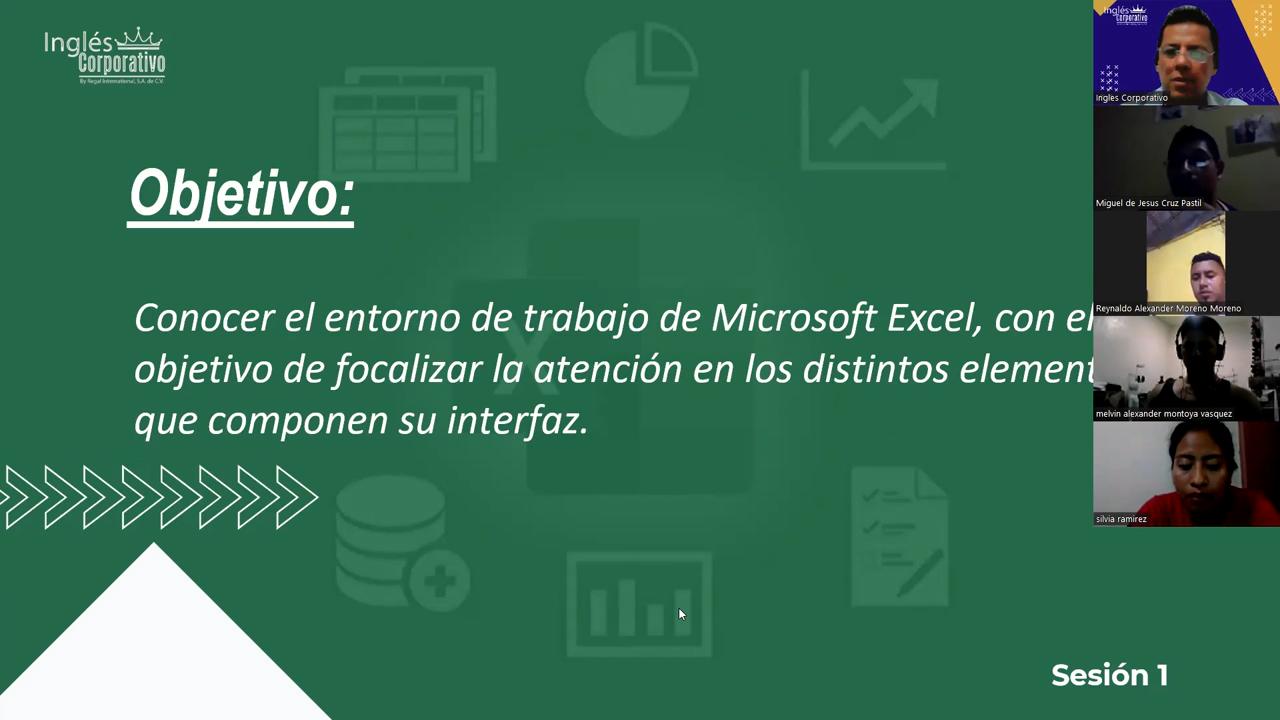 Inglés
Corporativo
By Regal International, S.A. de C.V.
Objetivo:
Conocer el entorno de trabajo de Microsoft Excel, con el
objetivo de focalizar la atención en los distintos element
que componen su interfaz.
Sesión 1
Inglés
Corporativo
Ingles Corporativo
Miguel de Jesus Cruz Pastil
Reynaldo Alexander Moreno Moreno
melvin alexander montoya vasquez
silvia ramirez